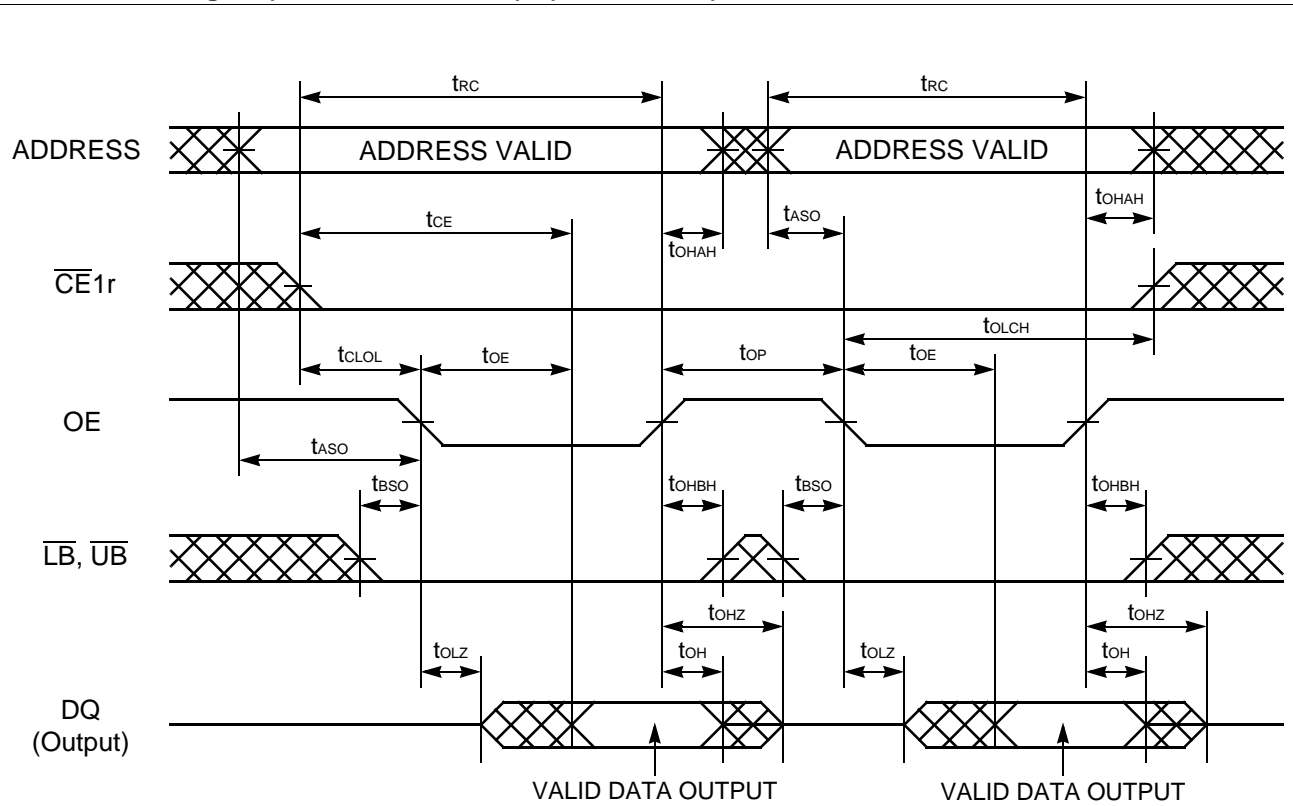 tRC tRC
ADDRESS ADDRESS VALID ADDRESS VALID
tOHAH
tCE tASO
tOHAH
CE1r
tOLCH
tCLOL tOE tOP tOE
OE
tASO
tBSO tOHBH tBSO tOHBH
LB, UB
tOHZ tOHZ
tOLZ tOH tOLZ tOH
DQ
(Output)
VALID DATA OUTPUT VALID DATA OUTPUT